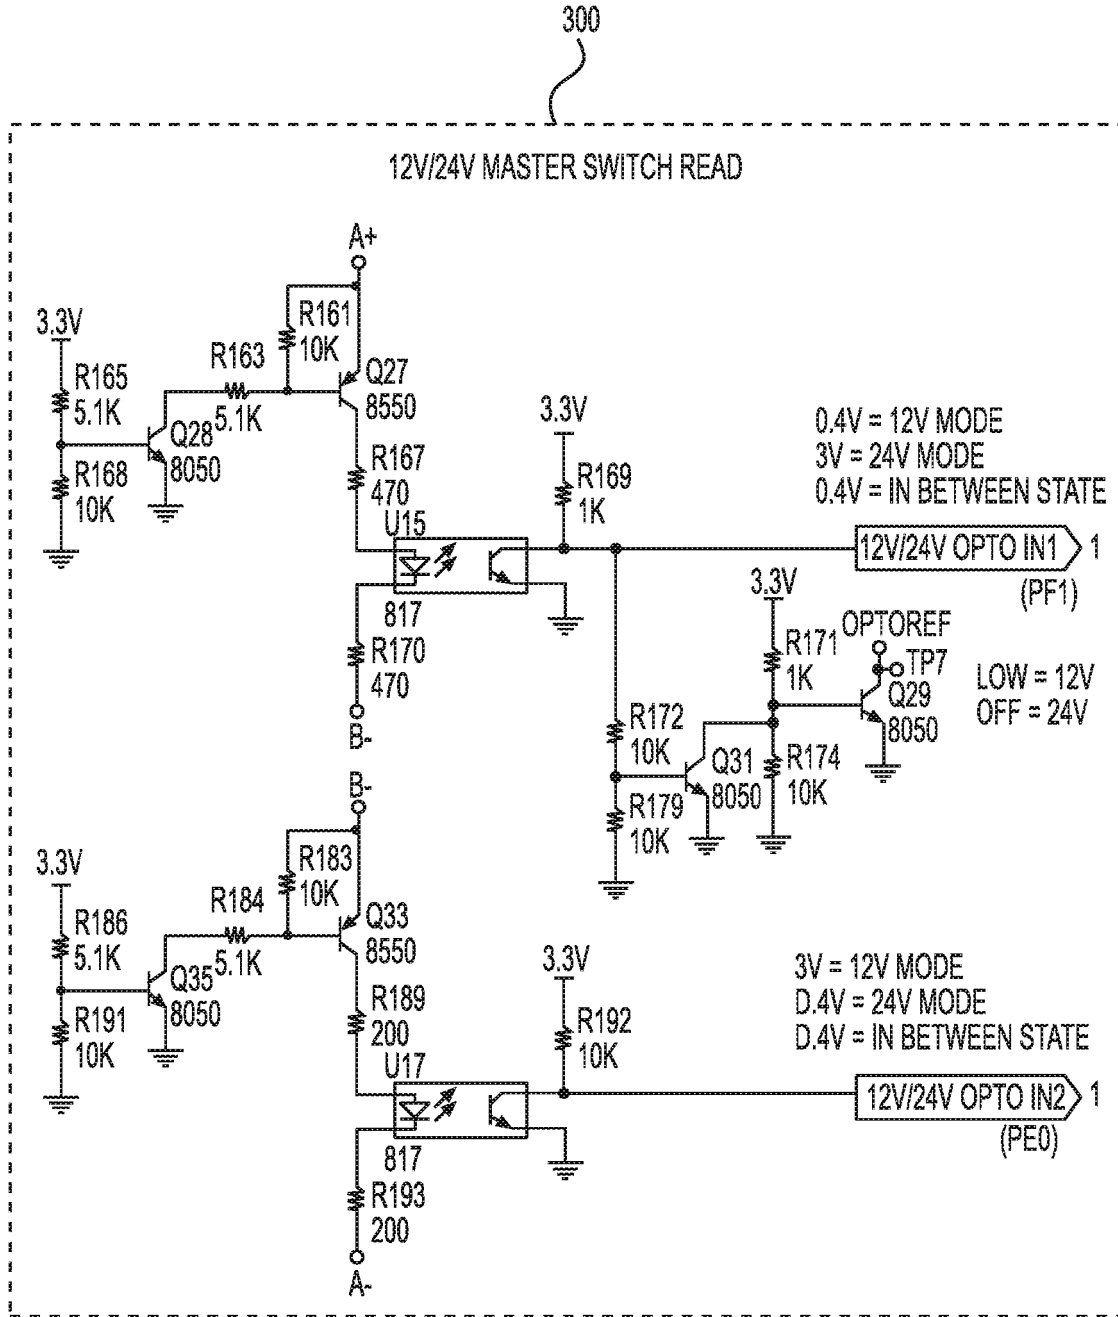 300
12V/24V MASTER SWITCH READ
A+
3.3V
R161
10K
R163
5.1K
Q27
8550
R165
5.1K
Q28
8050
R168
10K
R167
470
U15
817
R170
470
B-
3.3V
R169
1K
0.4V = 12V MODE
3V = 24V MODE
0.4V = IN BETWEEN STATE
12V/24V OPTO IN1
1
(PF1)
3.3V
R171
1K
OPTOREF
TP7
Q29
8050
LOW = 12V
OFF = 24V
R172
10K
Q31
8050
R174
10K
R179
10K
B-
3.3V
R183
10K
R184
5.1K
Q33
8550
R186
5.1K
Q35
8050
R191
10K
R189
200
U17
817
R193
200
A-
3.3V
R192
10K
3V = 12V MODE
D.4V = 24V MODE
D.4V = IN BETWEEN STATE
12V/24V OPTO IN2
1
(PE0)